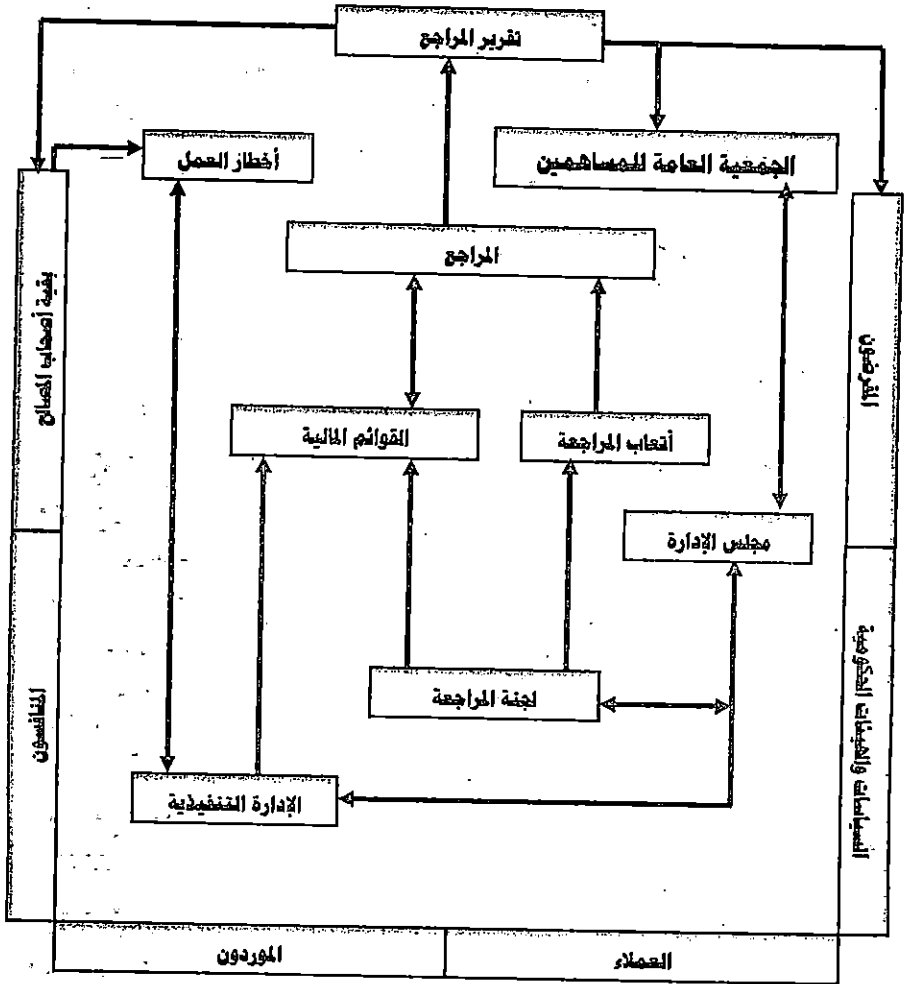 تقرير المراجع
أخطار العمل
الجمعية العامة للمساهمين
المراجع
بقية أصحاب المصالح
المقرضون
القوائم المالية
أتعاب المراجعة
مجلس الإدارة
المنافسون
السياسات والهيئات الحكومية
لجنة المراجعة
الإدارة التنفيذية
الموردون
العملاء